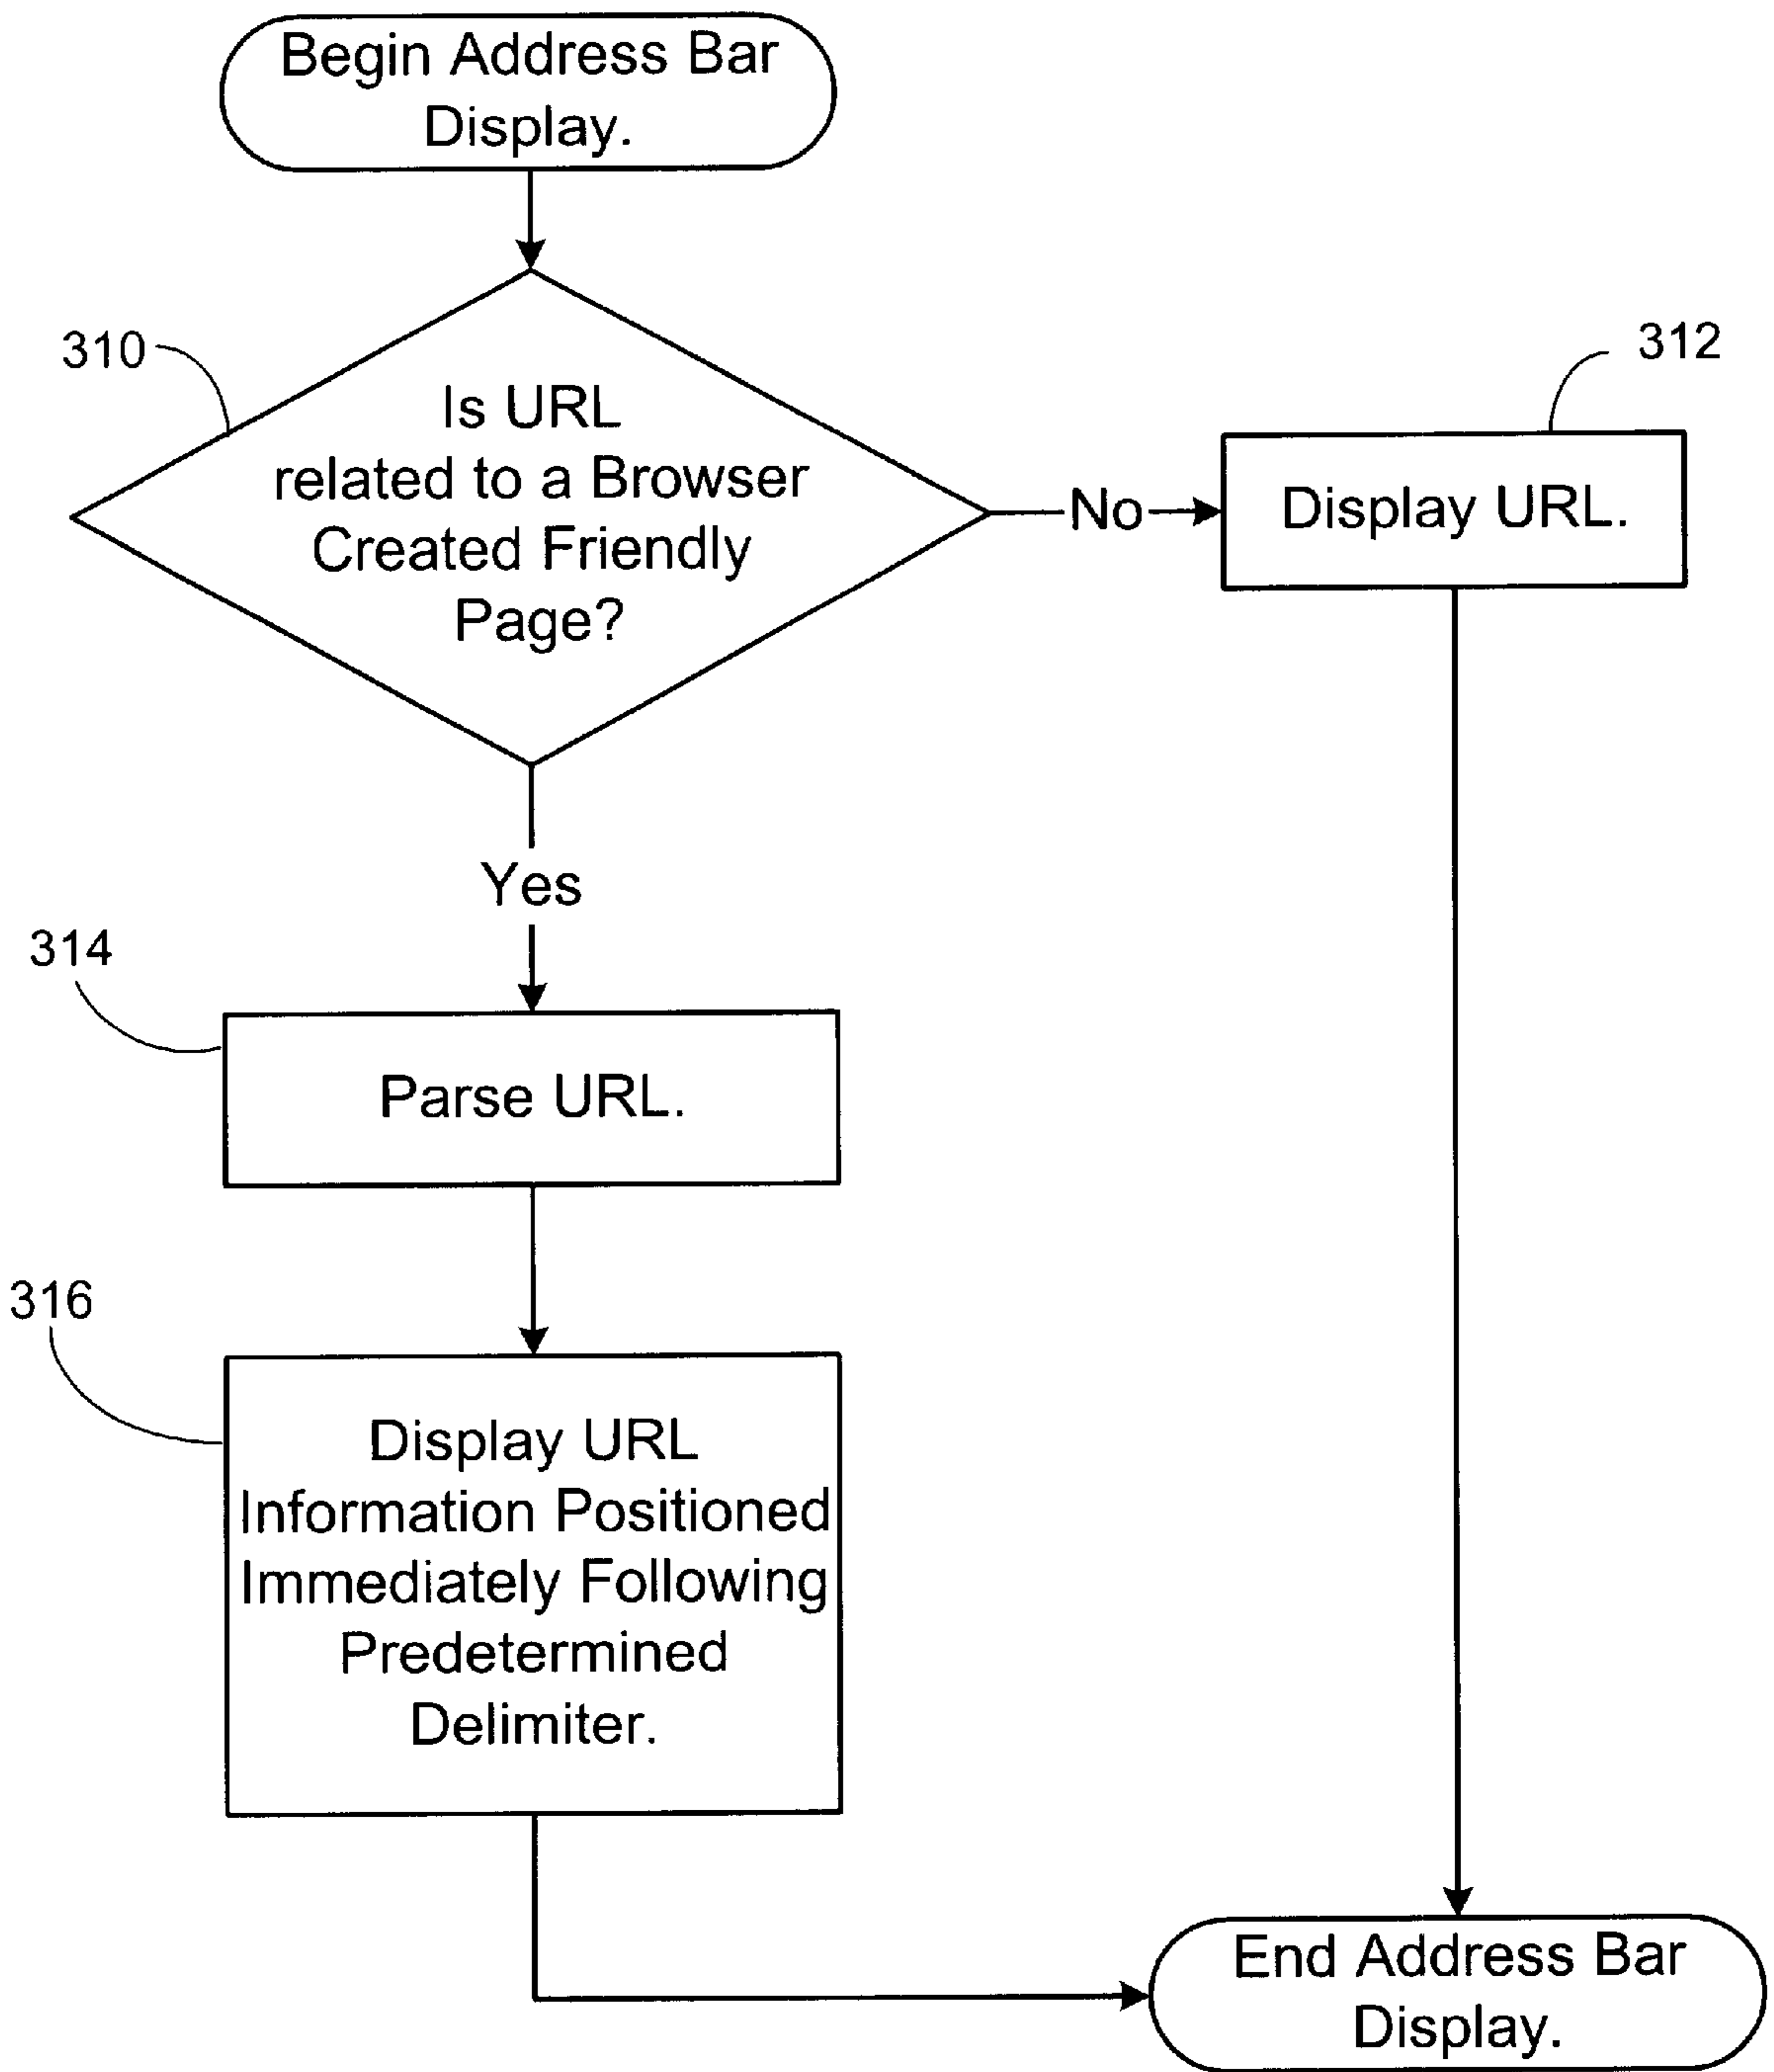 Begin Address Bar
Display.
310
Is URL
related to a Browser
Created Friendly
Page?
No
312
Display URL.
Yes
314
Parse URL.
316
Display URL
Information Positioned
Immediately Following
Predetermined
Delimiter.
End Address Bar
Display.